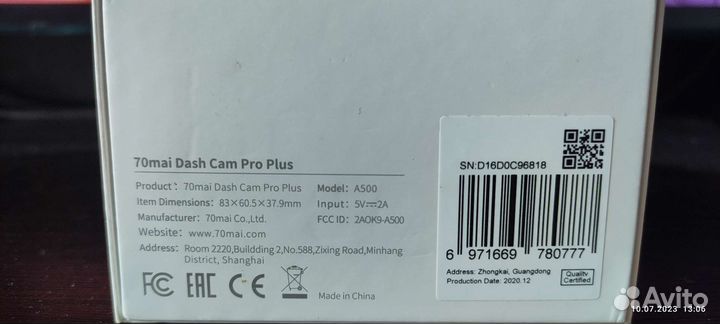 70mai Dash Cam Pro Plus
Product: 70mai Dash Cam Pro Plus Model: A500
Item Dimensions: 83×60.5×37.9mm Input: 5V⎓2A
Manufacturer: 70mai Co.,Ltd. FCC ID: 2AOK9-A500
Website: www.70mai.com
Address: Room 2220,Buildding 2,No.588,Zixing Road,Minhang
District, Shanghai
FC EAC CE Made in China
SN:D16D0C96818
6 971669 780777
Address: Zhongkai, Guangdong
Production Date: 2020.12
Quality
Certified
Avito
10.07.2023 13:06